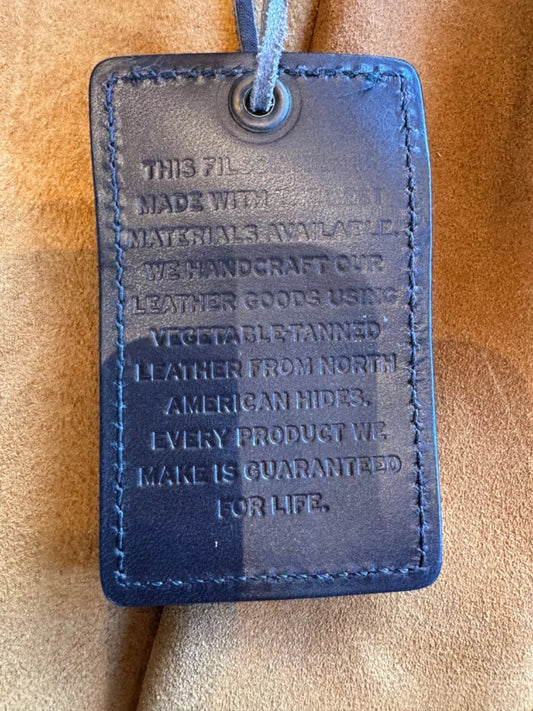 THIS FIL
MADE WITH
MATERIALS AVAILABLE.
WE HANDCRAFT OUR
LEATHER GOODS USING
VEGETABLE-TANNED
LEATHER FROM NORTH
AMERICAN HIDES.
EVERY PRODUCT WE
MAKE IS GUARANTEED
FOR LIFE.